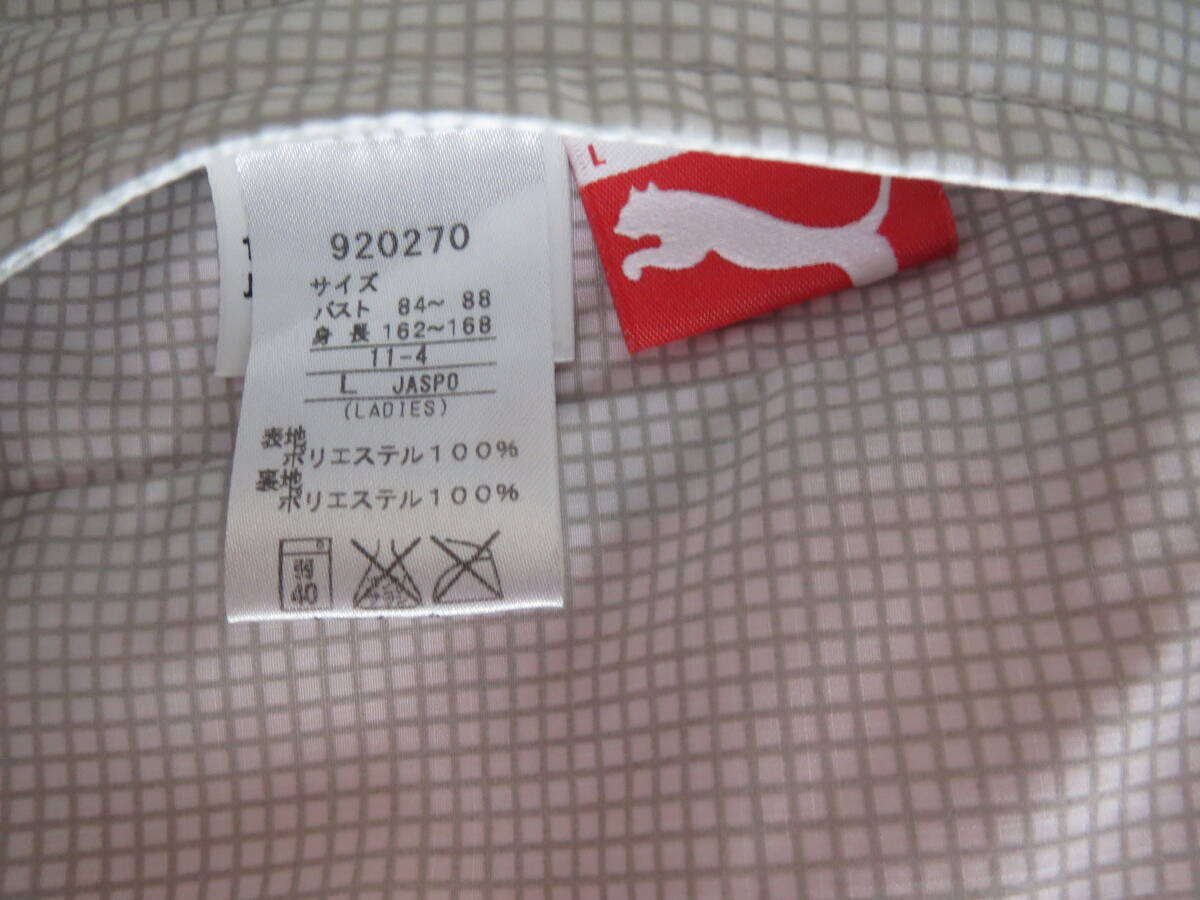 920270
サイズ
バスト 84〜 88
身 長 162〜168
11-4
L JASPO
(LADIES)
表地
ポリエステル100%
裏地
ポリエステル100%
40
L